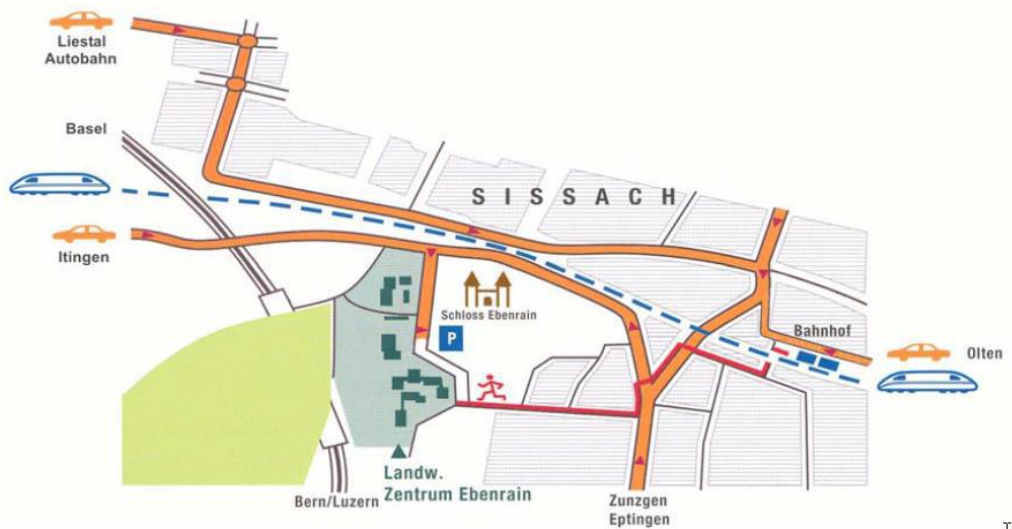 Liestal
Autobahn
Basel
SISSACH
Itingen
Schloss Ebenrain
P
Bahnhof
Olten
Landw.
Zentrum Ebenrain
Bern/Luzern
Zunzgen
Eptingen